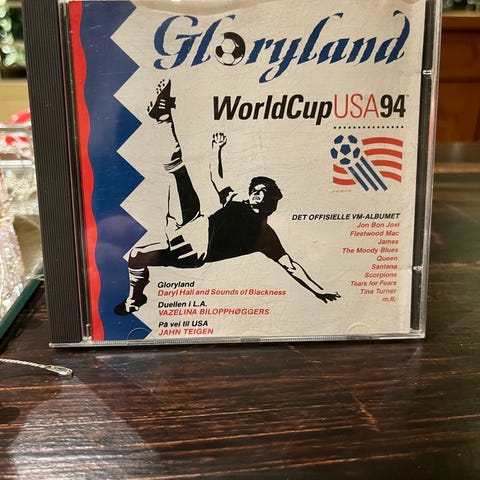 Gloryland
WorldCupUSA94™
DET OFFISIELLE VM-ALBUMET
Jon Bon Jovi
Fleetwood Mac
James
The Moody Blues
Queen
Santana
Scorpions
Tears for Fears
Tina Turner
m.fl.
Gloryland
Daryl Hall and Sounds of Blackness
Duellen i L.A.
VAZELINA BILOPPHØGGERS
På vei til USA
JAHN TEIGEN